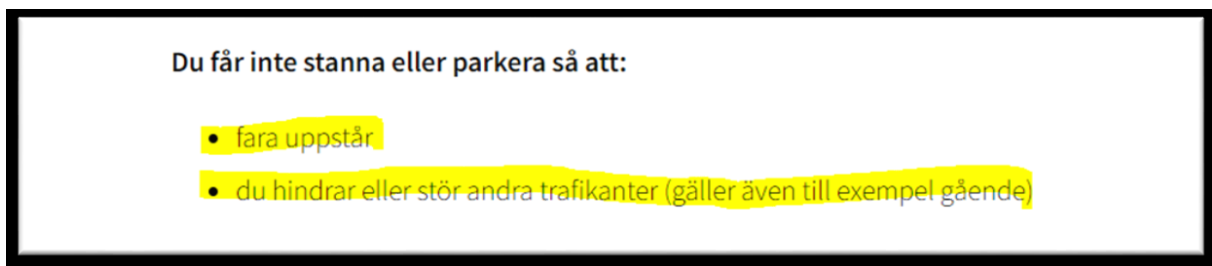 Du får inte stanna eller parkera så att:
• fara uppstår
• du hindrar eller stör andra trafikanter (gäller även till exempel gående)